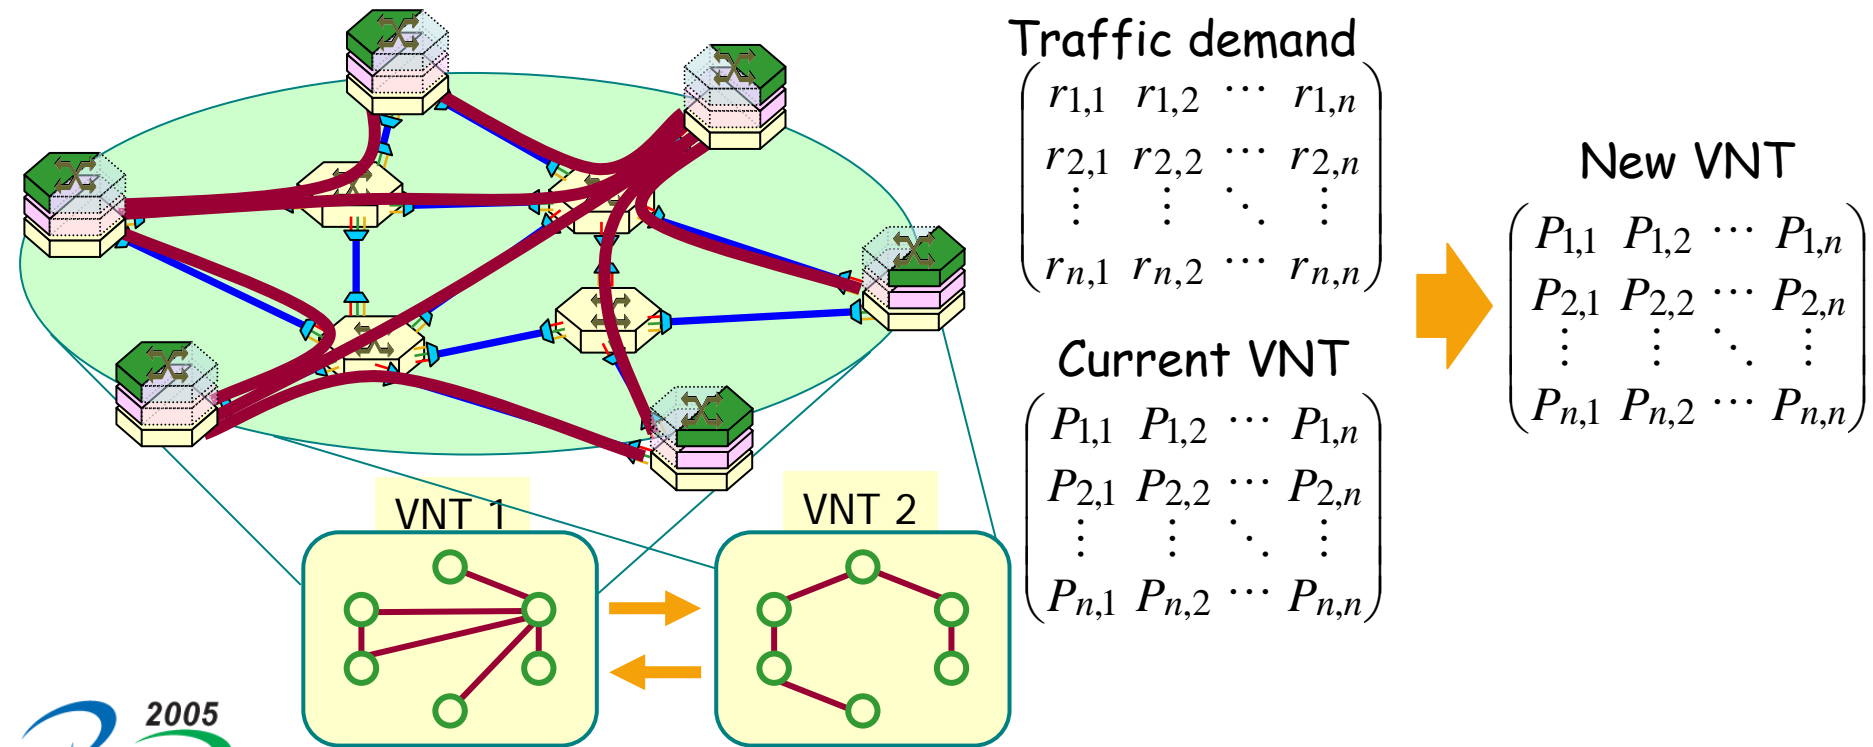 Traffic demand
r1,1 r1,2 ⋯ r1,n
r2,1 r2,2 ⋯ r2,n
⋮ ⋮ ⋱ ⋮
rn,1 rn,2 ⋯ rn,n
Current VNT
P1,1 P1,2 ⋯ P1,n
P2,1 P2,2 ⋯ P2,n
⋮ ⋮ ⋱ ⋮
Pn,1 Pn,2 ⋯ Pn,n
New VNT
P1,1 P1,2 ⋯ P1,n
P2,1 P2,2 ⋯ P2,n
⋮ ⋮ ⋱ ⋮
Pn,1 Pn,2 ⋯ Pn,n
VNT 1
VNT 2
2005